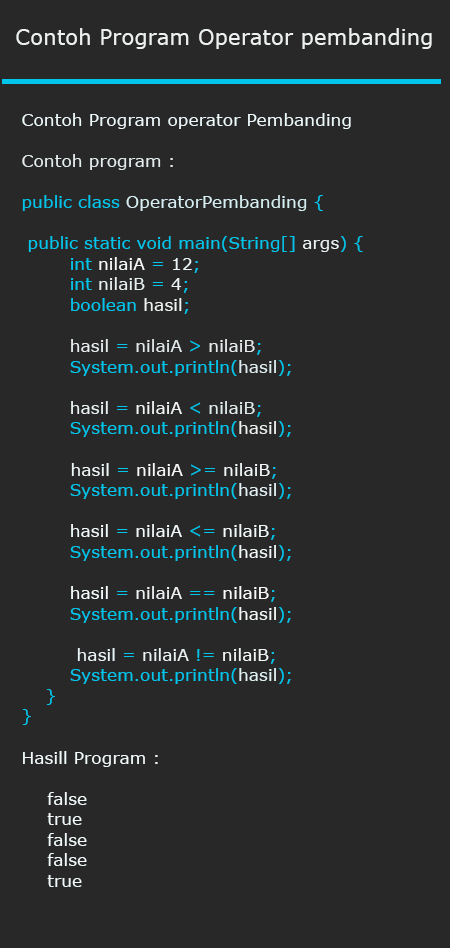 Contoh Program Operator pembanding
Contoh Program operator Pembanding
Contoh program :
public class OperatorPembanding {
public static void main(String[] args) {
int nilaiA = 12;
int nilaiB = 4;
boolean hasil;
hasil = nilaiA > nilaiB;
System.out.println(hasil);
hasil = nilaiA < nilaiB;
System.out.println(hasil);
hasil = nilaiA >= nilaiB;
System.out.println(hasil);
hasil = nilaiA <= nilaiB;
System.out.println(hasil);
hasil = nilaiA == nilaiB;
System.out.println(hasil);
hasil = nilaiA != nilaiB;
System.out.println(hasil);
}
}
Hasill Program :
false
true
false
false
true